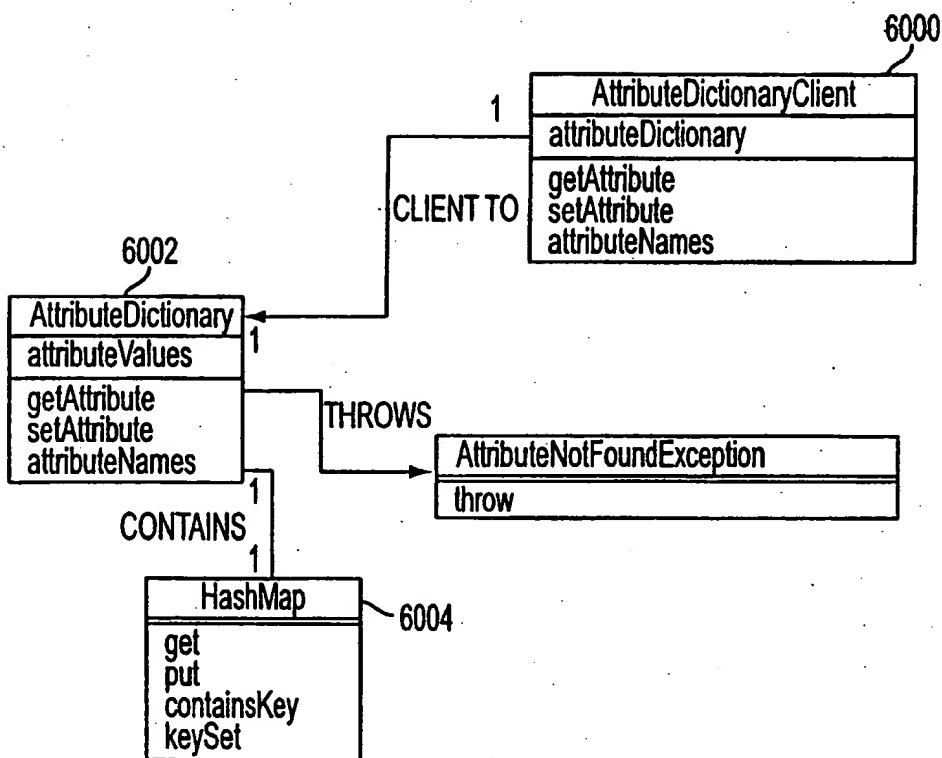 6000
AttributeDictionaryClient
attributeDictionary
getAttribute
setAttribute
attributeNames
1
CLIENT TO
1
6002
AttributeDictionary
attributeValues
getAttribute
setAttribute
attributeNames
THROWS
AttributeNotFoundException
throw
1
CONTAINS
1
HashMap
6004
get
put
containsKey
keySet